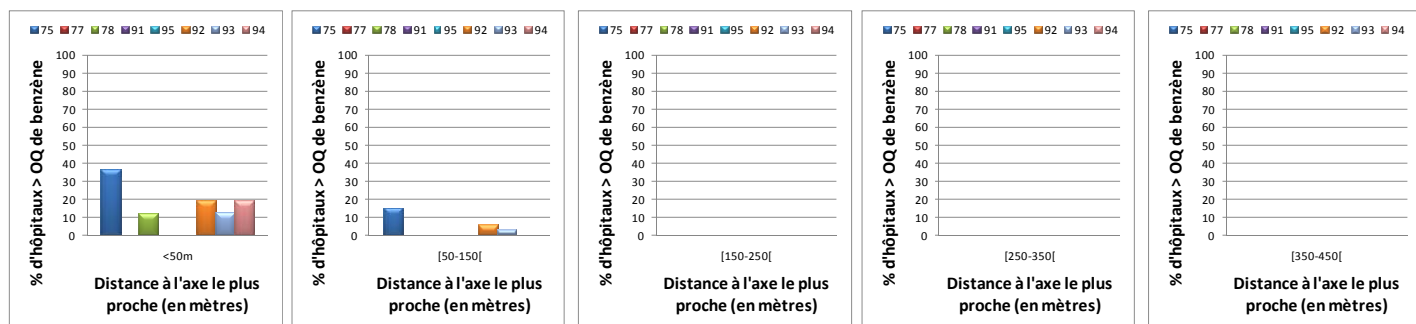 75 77 78 91 95 92 93 94
% d'hôpitaux > OQ de benzène
100
90
80
70
60
50
40
30
20
10
0
<50m
Distance à l'axe le plus
proche (en mètres)
75 77 78 91 95 92 93 94
% d'hôpitaux > OQ de benzène
100
90
80
70
60
50
40
30
20
10
0
[50-150[
Distance à l'axe le plus
proche (en mètres)
75 77 78 91 95 92 93 94
% d'hôpitaux > OQ de benzène
100
90
80
70
60
50
40
30
20
10
0
[150-250[
Distance à l'axe le plus
proche (en mètres)
75 77 78 91 95 92 93 94
% d'hôpitaux > OQ de benzène
100
90
80
70
60
50
40
30
20
10
0
[250-350[
Distance à l'axe le plus
proche (en mètres)
75 77 78 91 95 92 93 94
% d'hôpitaux > OQ de benzène
100
90
80
70
60
50
40
30
20
10
0
[350-450[
Distance à l'axe le plus
proche (en mètres)